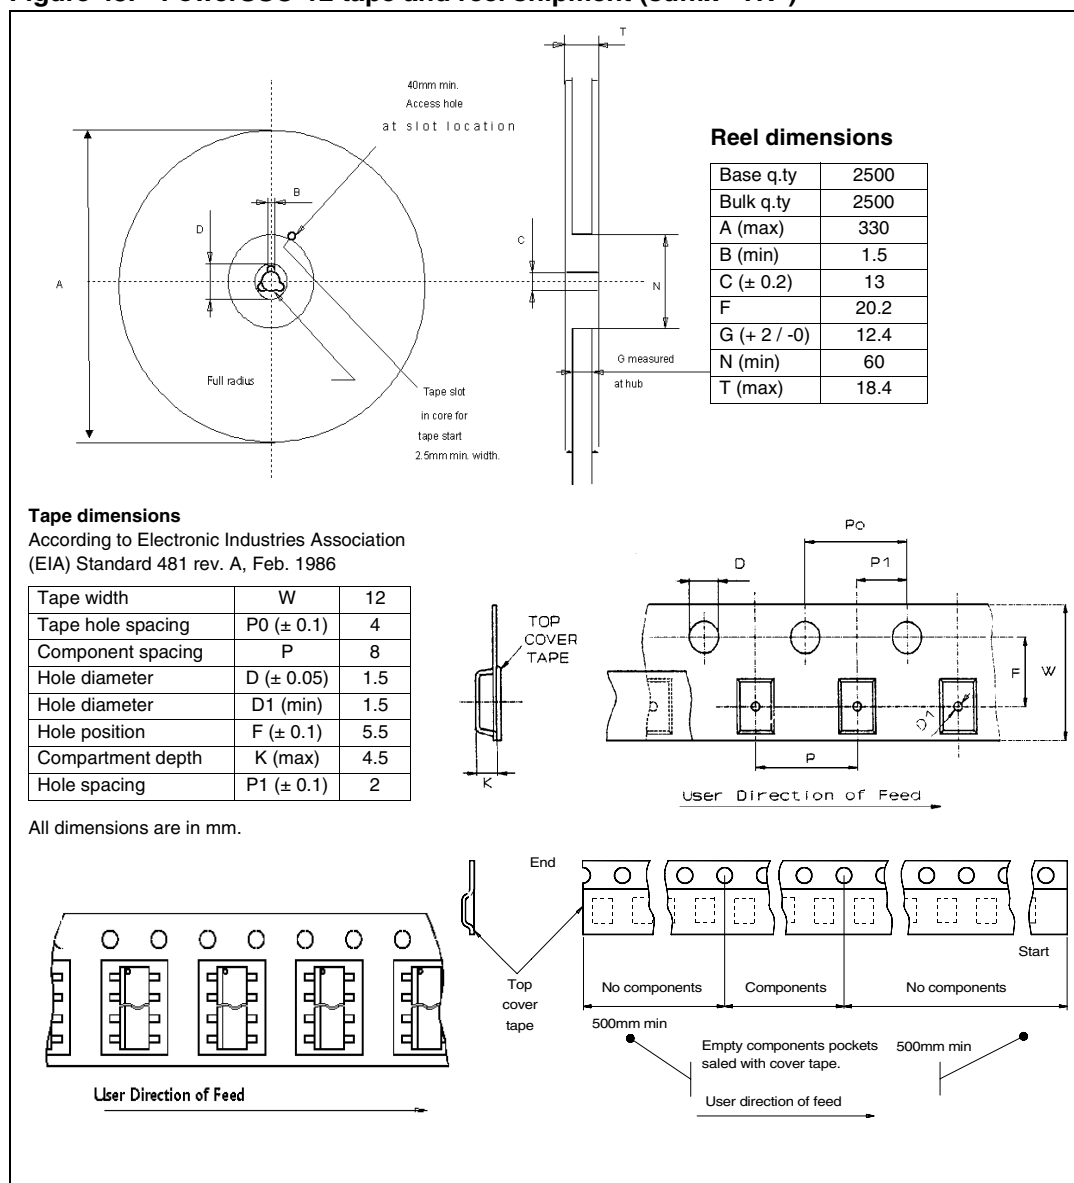 T
40mm min.
Access hole
at slot location
B
D
C
A
N
Full radius
G measured
at hub
Tape slot
in core for
tape start
2.5mm min. width.
Reel dimensions
Base q.ty 2500
Bulk q.ty 2500
A (max) 330
B (min) 1.5
C (± 0.2) 13
F 20.2
G (+ 2 / -0) 12.4
N (min) 60
T (max) 18.4
Tape dimensions
According to Electronic Industries Association
(EIA) Standard 481 rev. A, Feb. 1986
Tape width W 12
Tape hole spacing P0 (± 0.1) 4
Component spacing P 8
Hole diameter D (± 0.05) 1.5
Hole diameter D1 (min) 1.5
Hole position F (± 0.1) 5.5
Compartment depth K (max) 4.5
Hole spacing P1 (± 0.1) 2
All dimensions are in mm.
Po
D
P1
TOP
COVER
TAPE
F
W
D1
K
P
User Direction of Feed
End
Start
Top
cover
tape
No components
Components
No components
500mm min
Empty components pockets
saled with cover tape.
500mm min
User direction of feed
User Direction of Feed